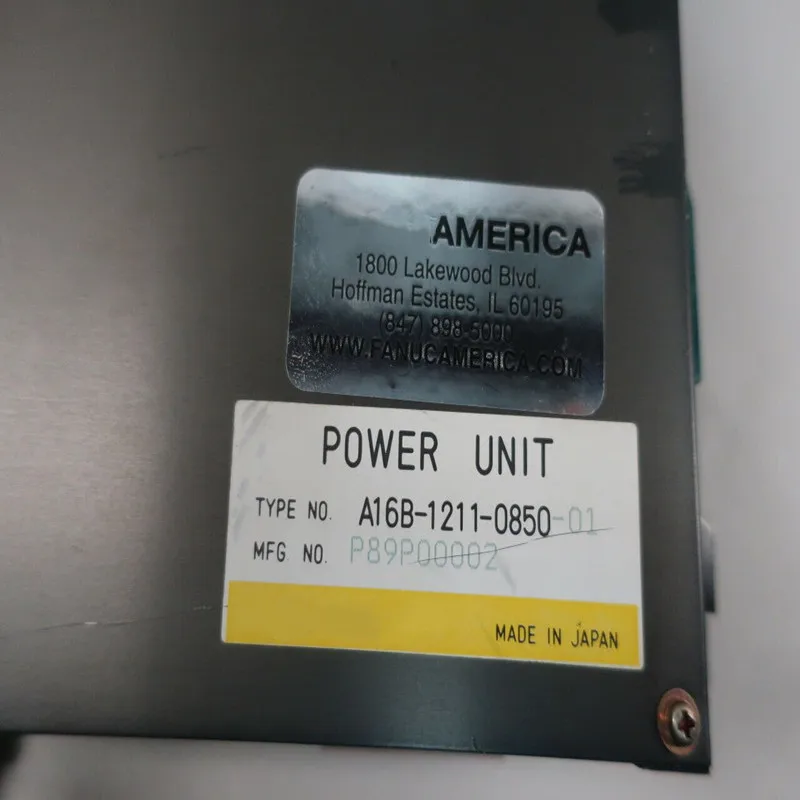 AMERICA
1800 Lakewood Blvd.
Hoffman Estates, IL 60195
(847) 898-5000
WWW.FANUCAMERICA.COM
POWER UNIT
TYPE NO. A16B-1211-0850-01
MFG NO. P89P00002
MADE IN JAPAN